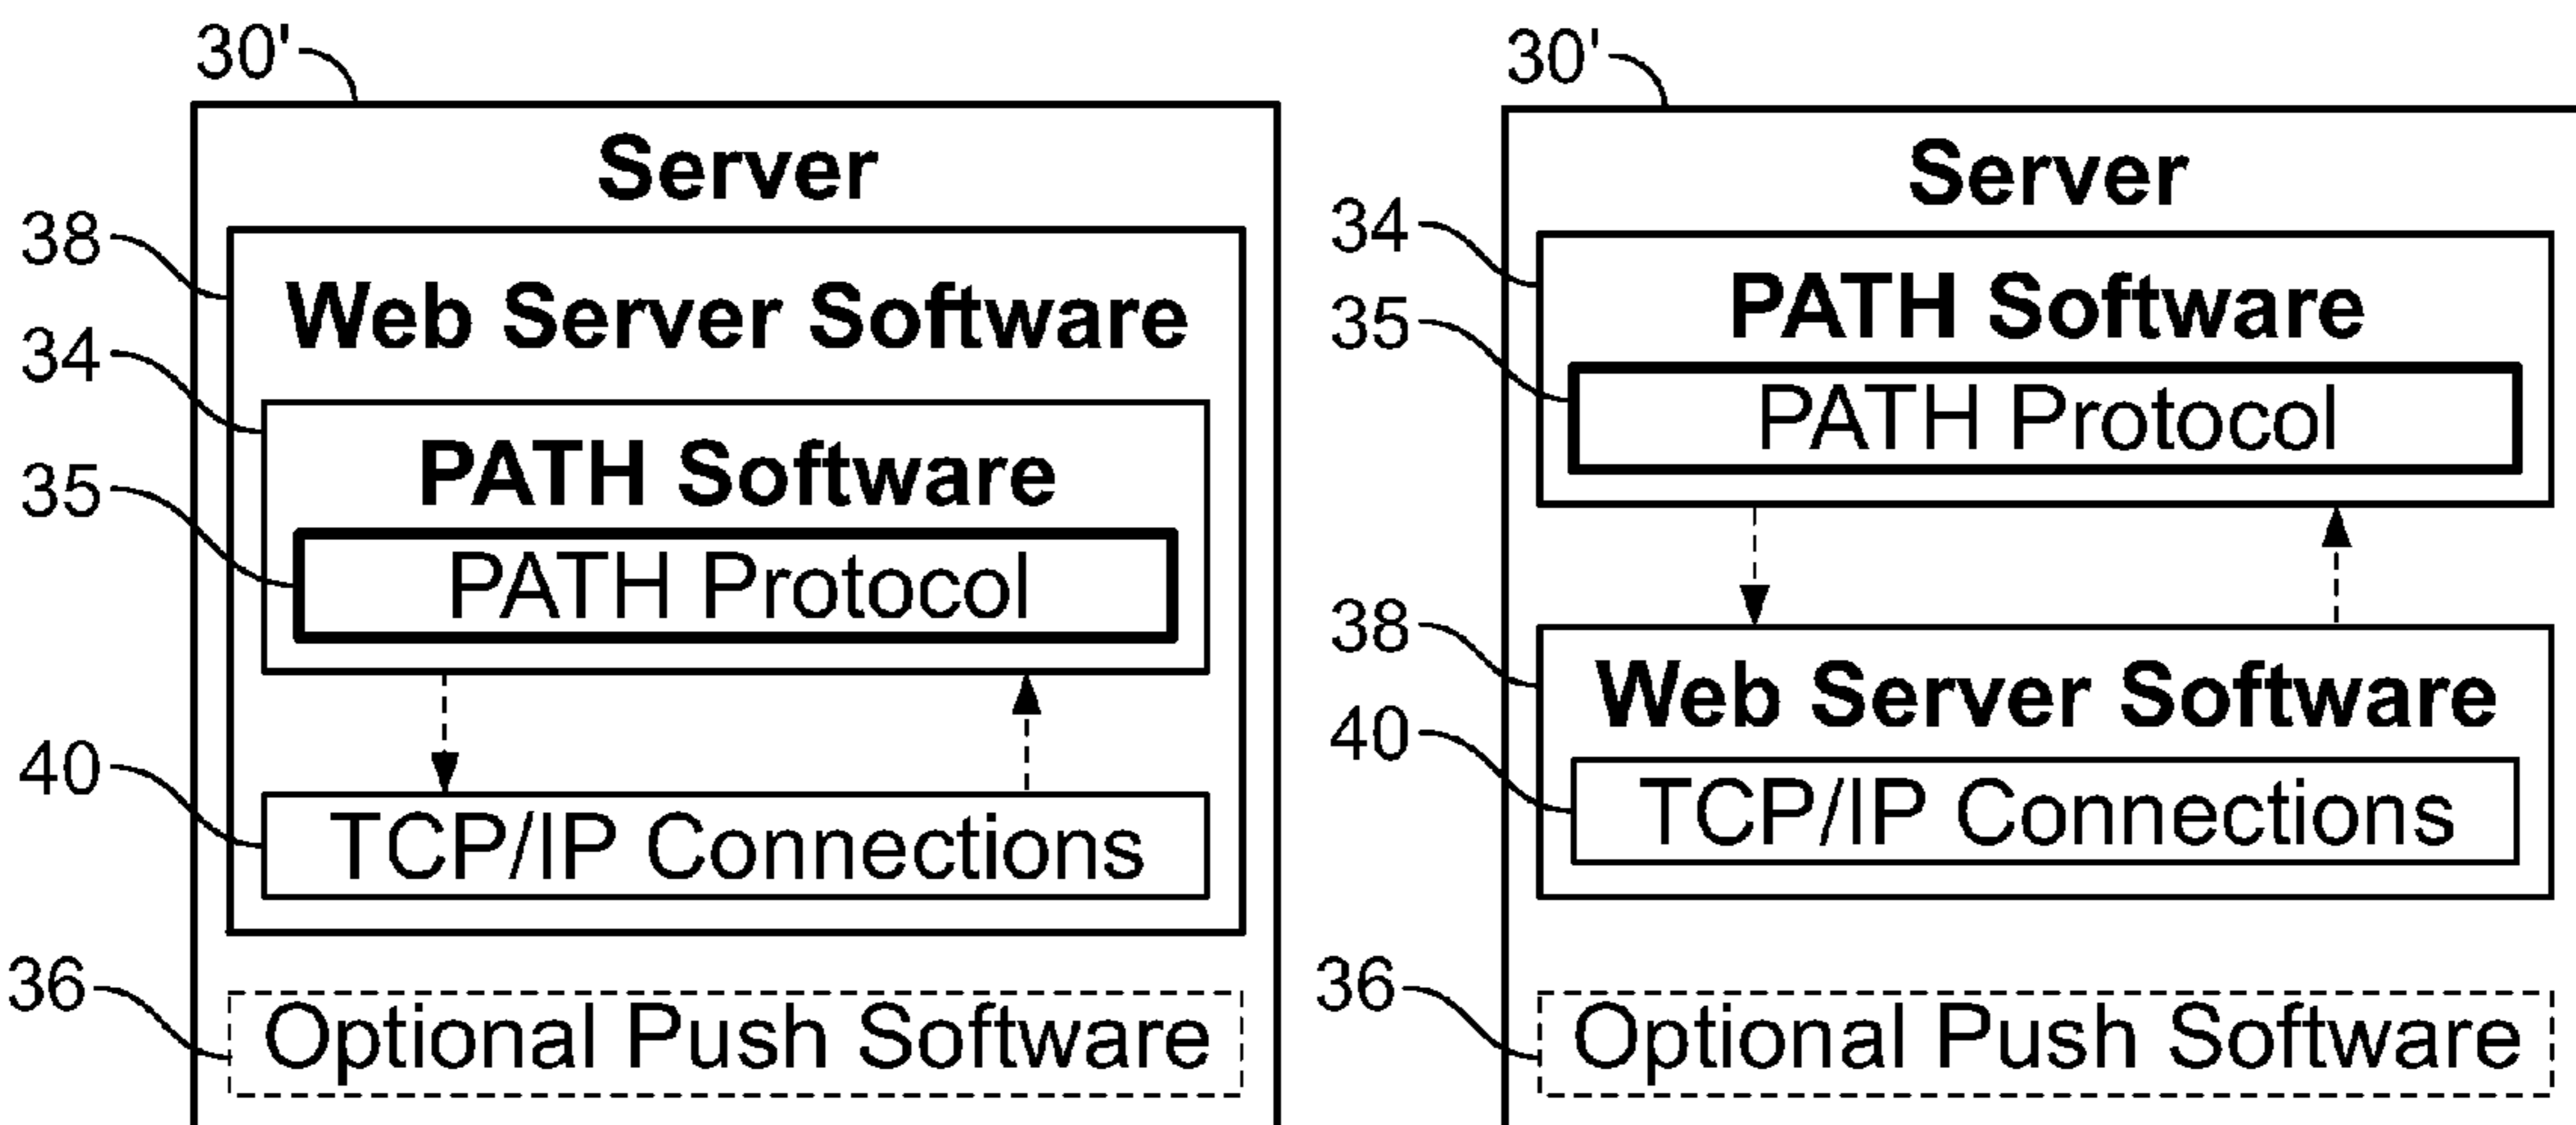 30'
Server
38
Web Server Software
34
PATH Software
35
PATH Protocol
40
TCP/IP Connections
36
Optional Push Software
30'
Server
34
PATH Software
35
PATH Protocol
38
Web Server Software
40
TCP/IP Connections
36
Optional Push Software